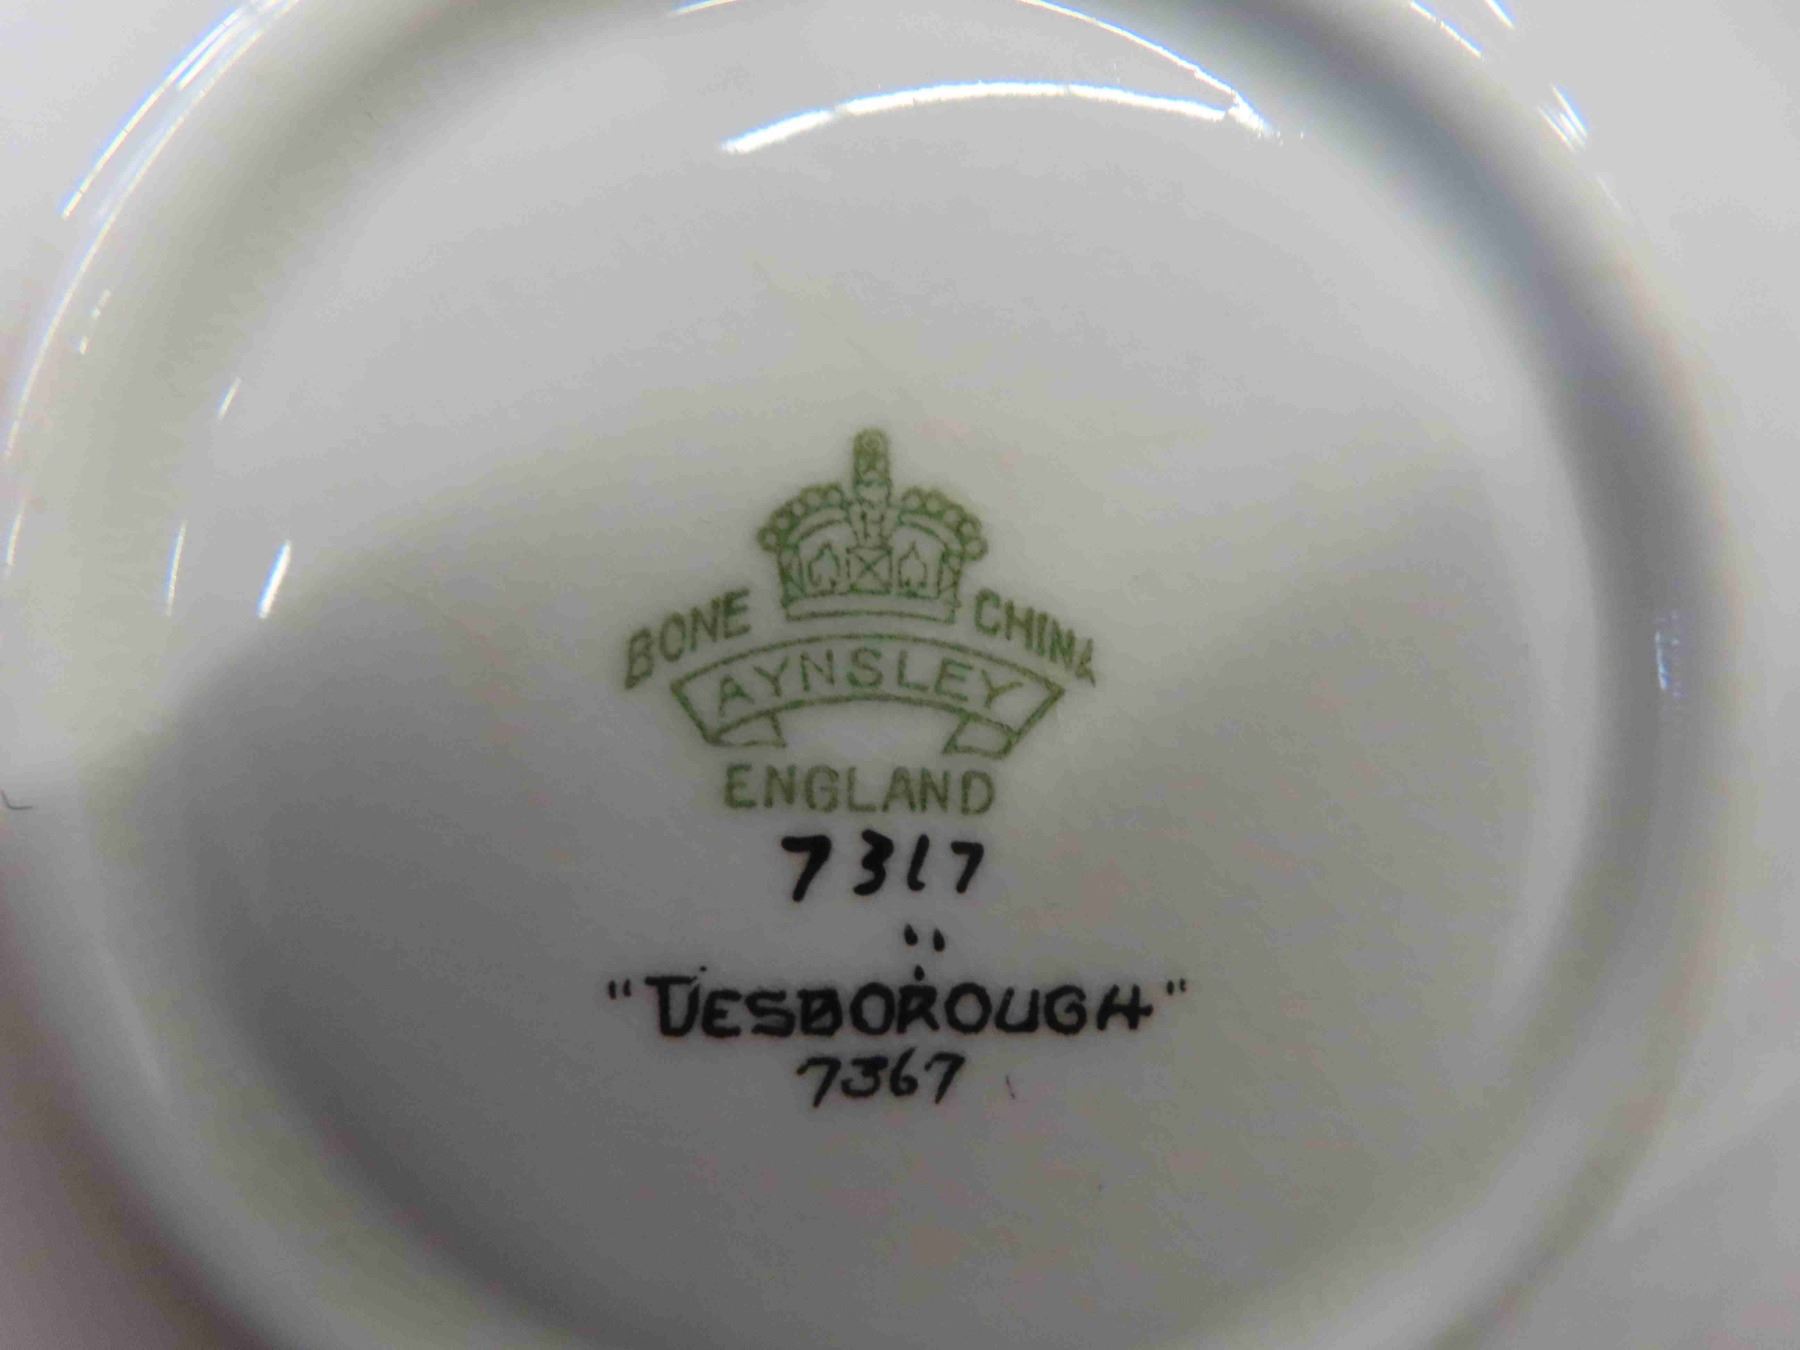 BONE CHINA
AYNSLEY
ENGLAND
7317
"DESBOROUGH"
7367